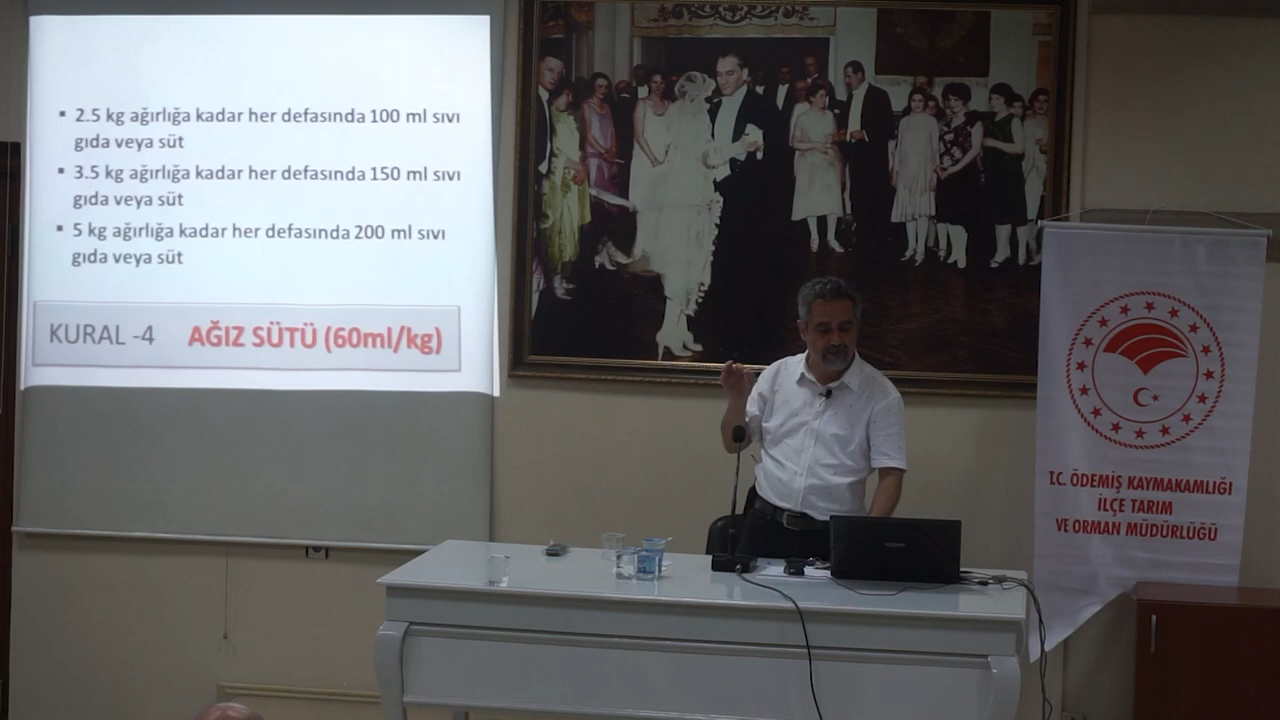 ▪ 2.5 kg ağırlığa kadar her defasında 100 ml sıvı
gıda veya süt
▪ 3.5 kg ağırlığa kadar her defasında 150 ml sıvı
gıda veya süt
▪ 5 kg ağırlığa kadar her defasında 200 ml sıvı
gıda veya süt
KURAL -4 AĞIZ SÜTÜ (60ml/kg)
T.C. ÖDEMİŞ KAYMAKAMLIĞI
İLÇE TARIM
VE ORMAN MÜDÜRLÜĞÜ